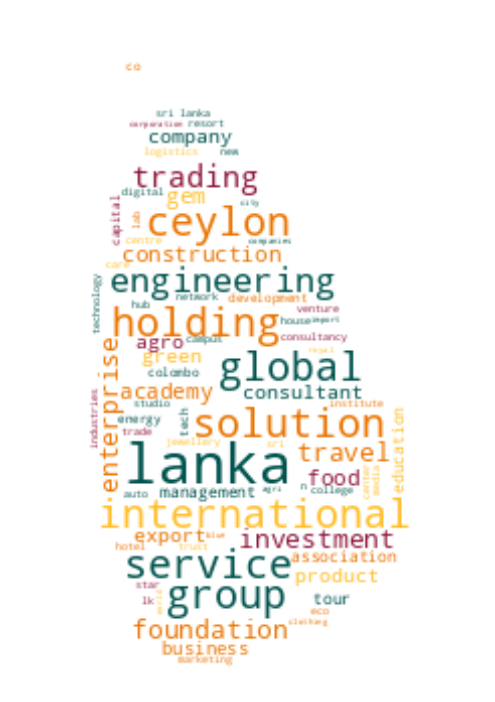 co
sri lanka
corporation resort
company
logistics new
trading
digital gem
capital
city
lab
ceylon
centre companies
construction
care
engineering
technology
hub network development
venture
holding
house import
agro campus consultancy
green regal
colombo
global
enterprise
academy consultant
industries
studio institute
energy tech
solution
education
trade
jewellery sri
travel
lanka
food
center
media
auto management agri n college
international
export blue investment
hotel trust association
service
product
star
group
lk world tour
eco
clothing
foundation
business
marketing